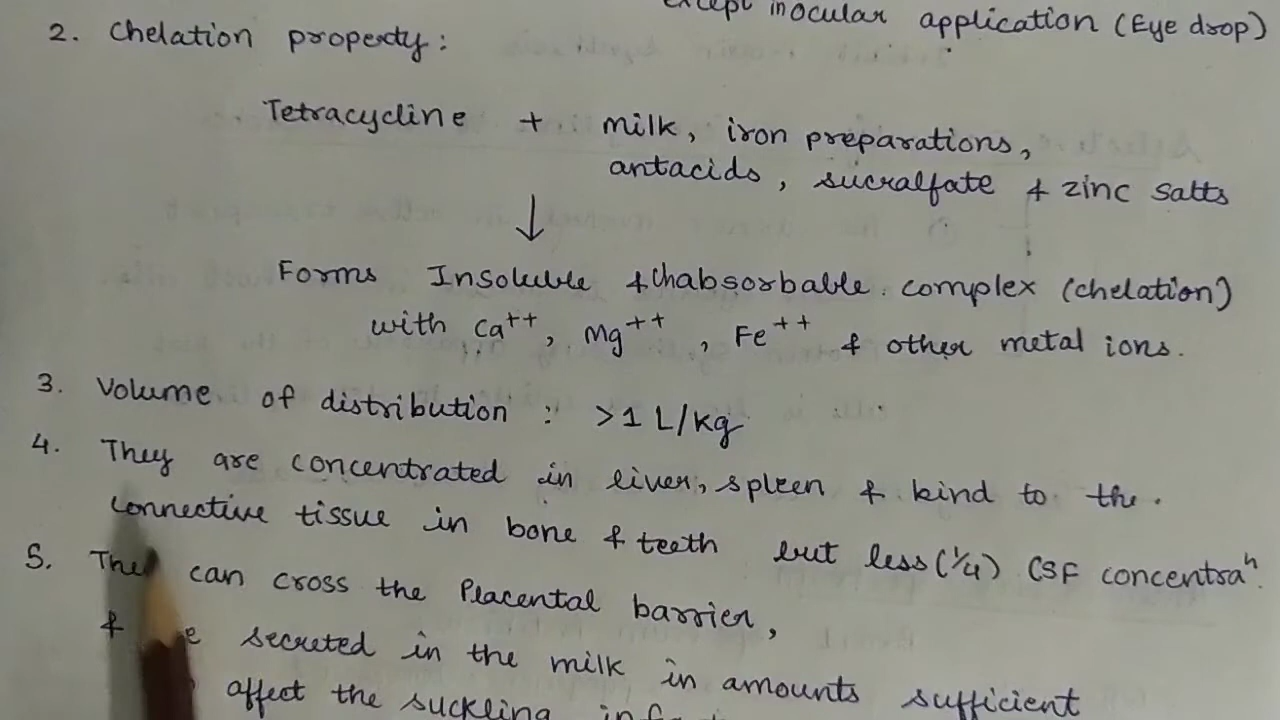 except inocular application (Eye drop)
2. Chelation property:
Tetracycline + milk, iron preparations,
antacids, sucralfate & zinc salts
↓
Forms Insoluble & unabsorbable complex (chelation)
with Ca++, Mg++, Fe++ & other metal ions.
3. Volume of distribution : >1 L/kg
4. They are concentrated in liver, spleen & bind to the
connective tissue in bone & teeth but less (1/4) CSF concentraⁿ.
5. They can cross the Placental barrier,
& secreted in the milk in amounts sufficient
affect the suckling